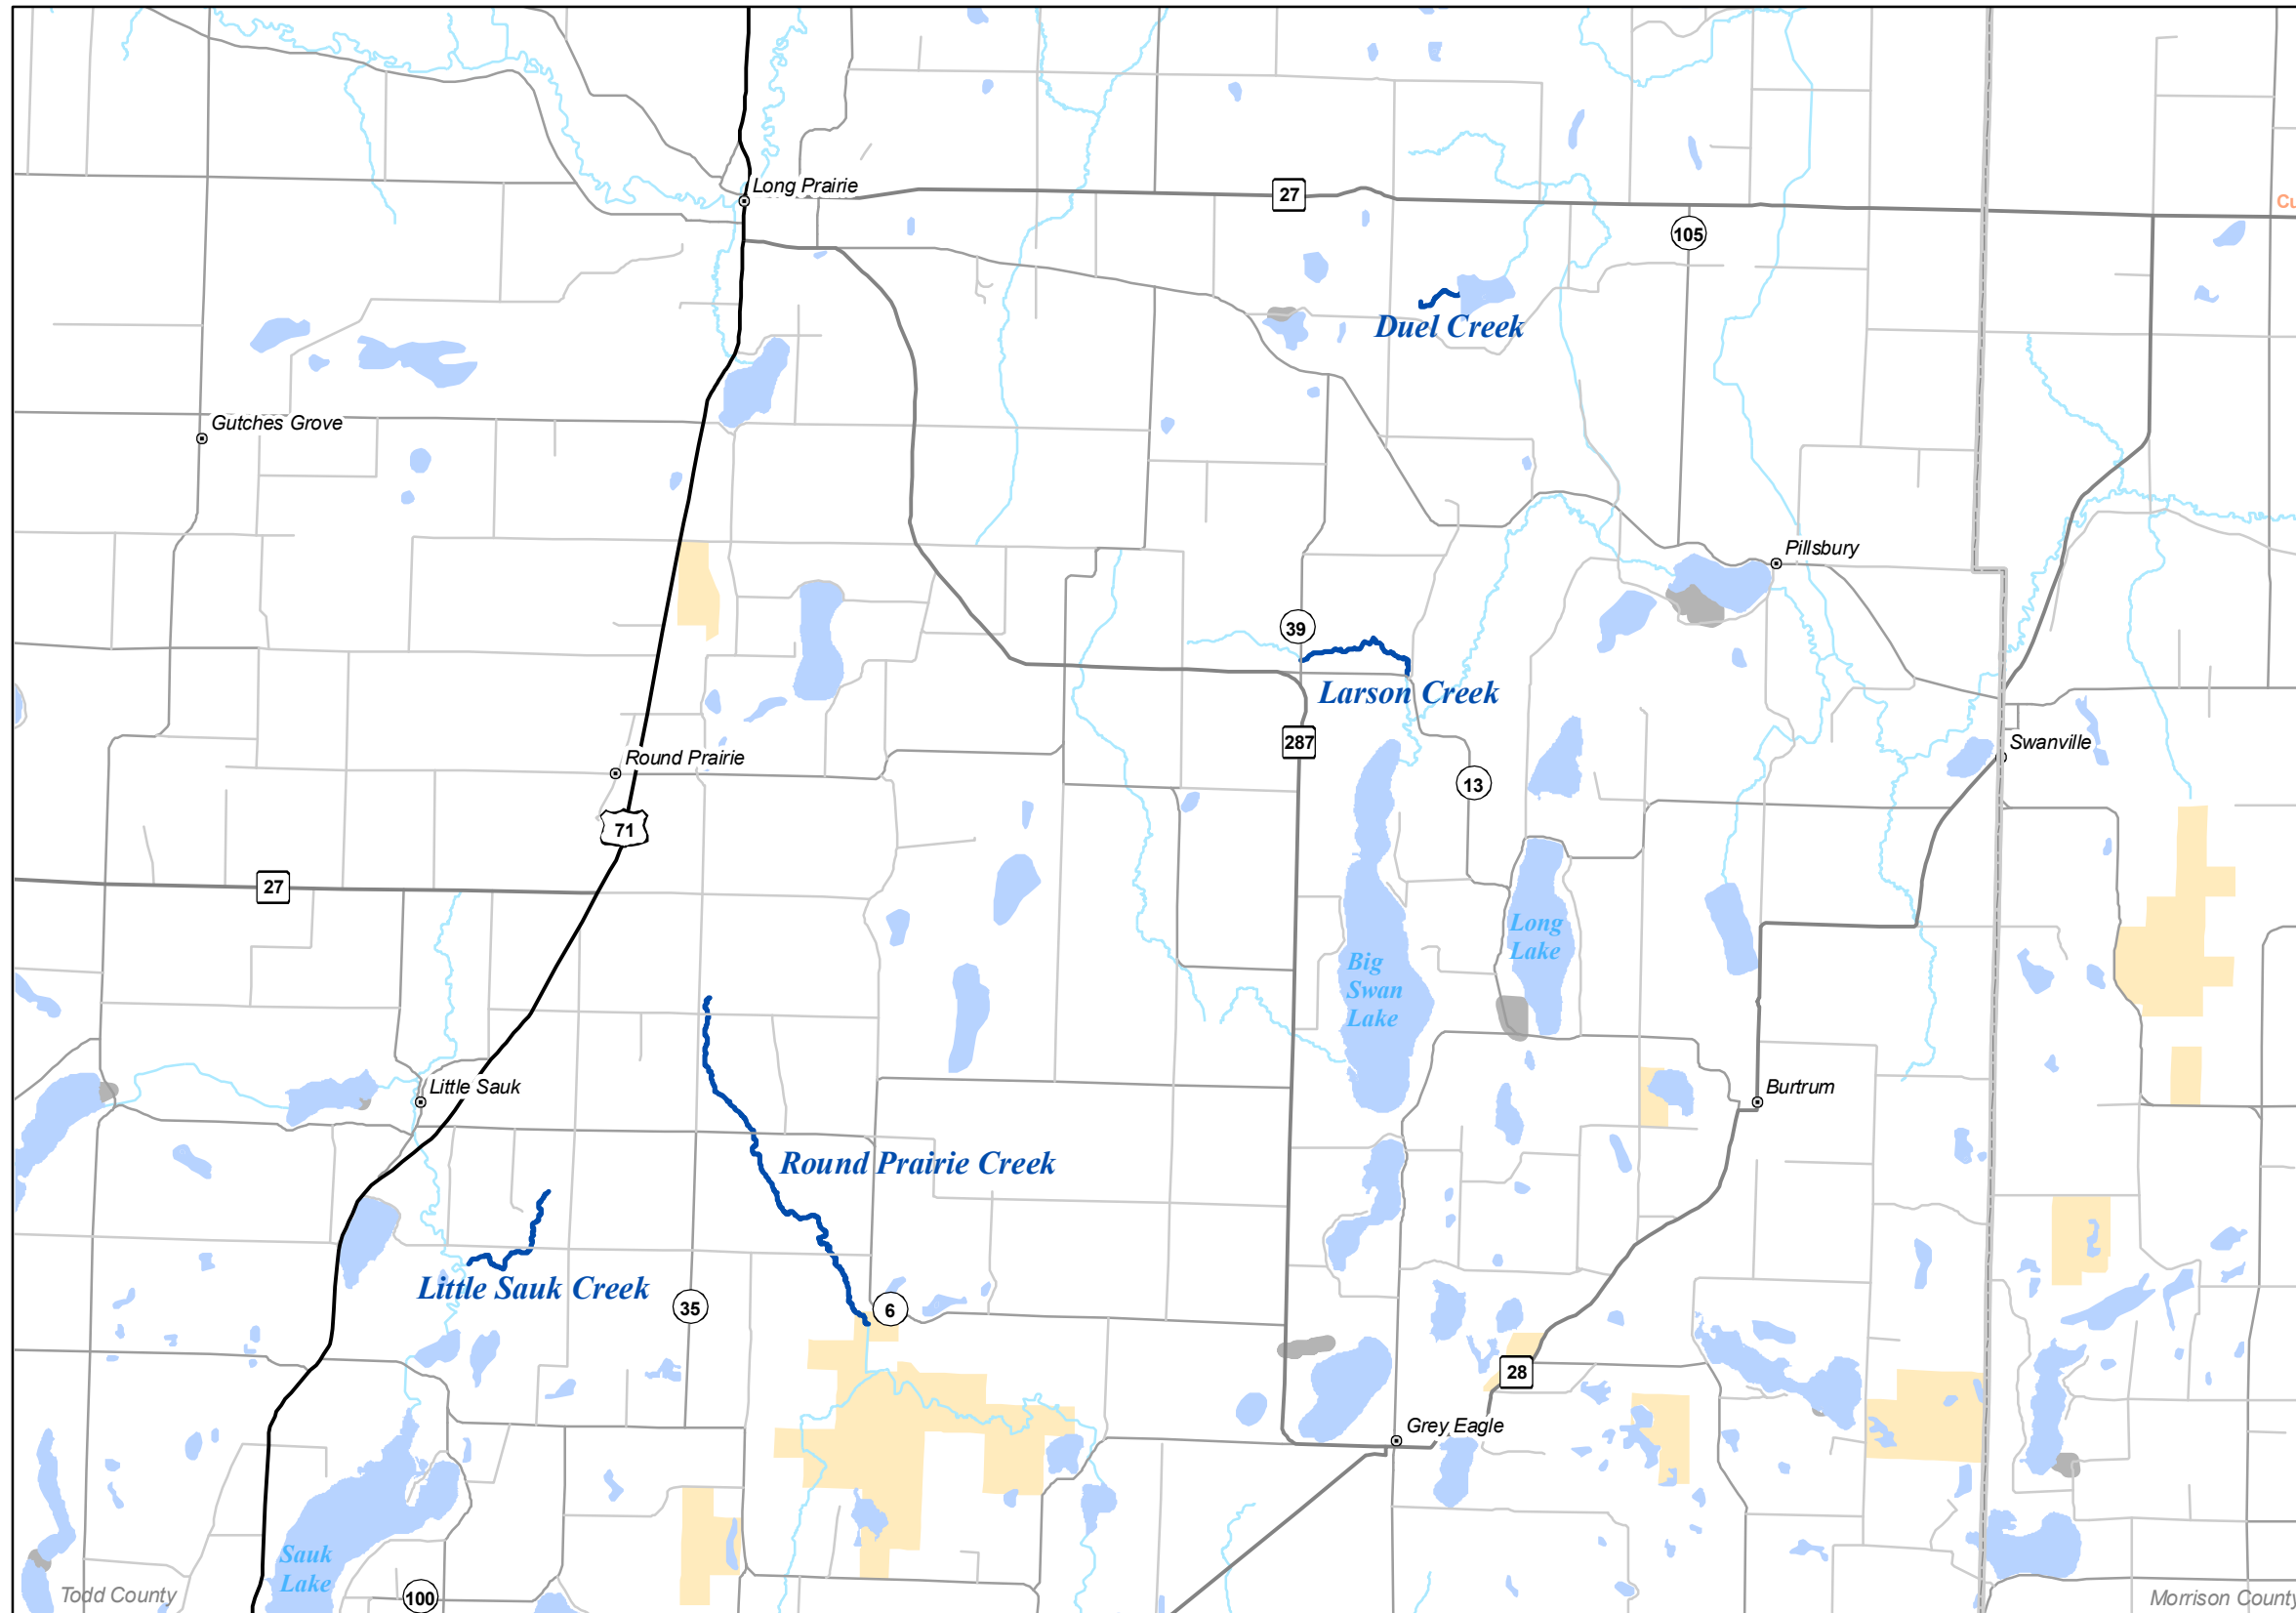 Long Prairie
27
Cu
105
Duel Creek
Gutches Grove
Pillsbury
39
Larson Creek
287
Swanville
Round Prairie
13
71
27
Long
Lake
Big
Swan
Lake
Little Sauk
Burtrum
Round Prairie Creek
Little Sauk Creek
35
6
28
Grey Eagle
Sauk
Lake
Todd County
100
Morrison County